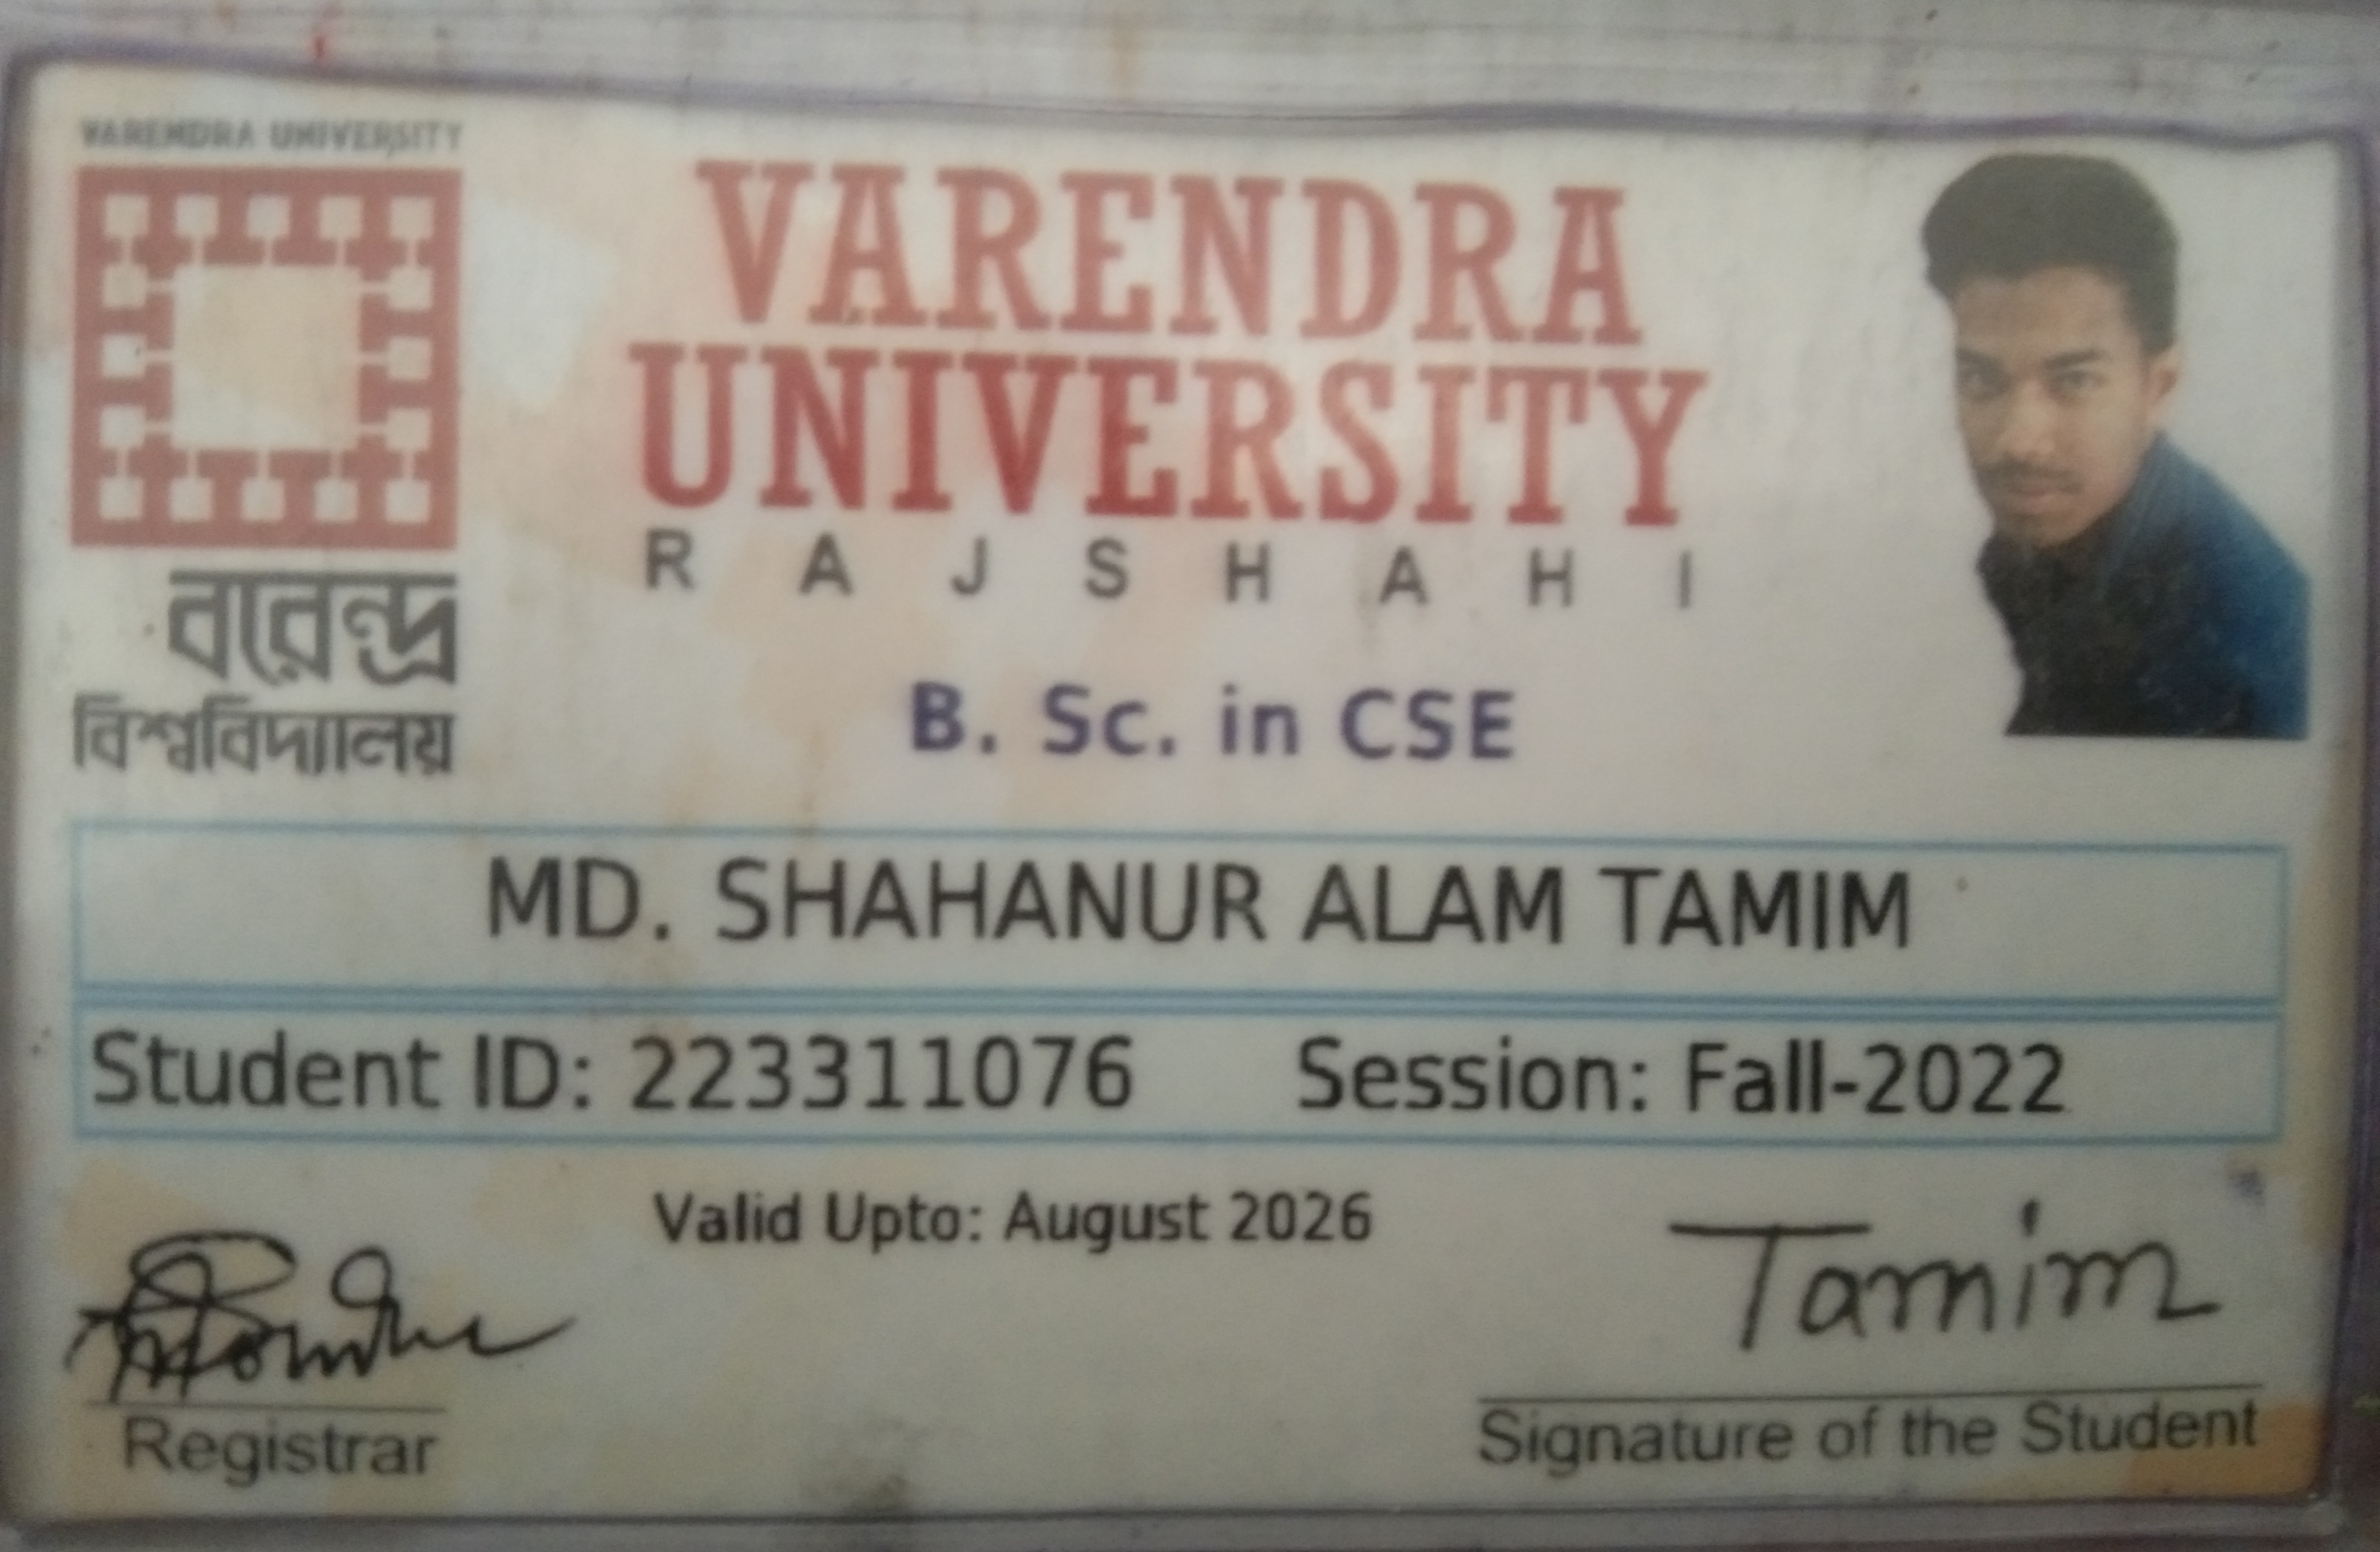 VARENDRA UNIVERSITY
বরেন্দ্র
বিশ্ববিদ্যালয়
VARENDRA
UNIVERSITY
RAJSHAHI
B. Sc. in CSE
MD. SHAHANUR ALAM TAMIM
Student ID: 223311076 Session: Fall-2022
Valid Upto: August 2026
Tamim
Registrar
Signature of the Student